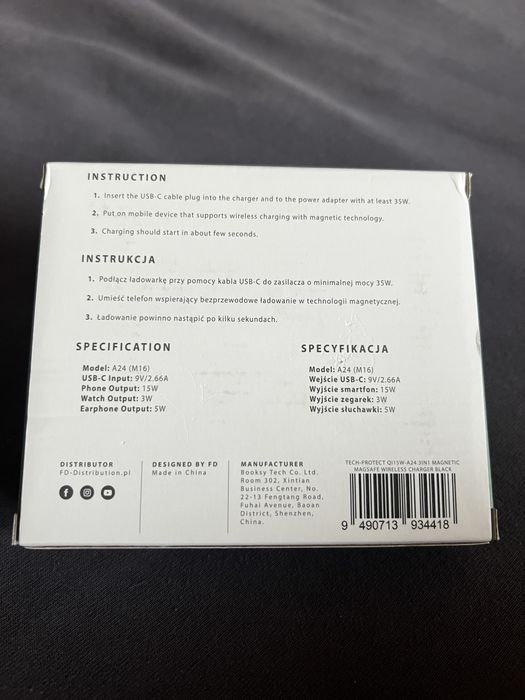 INSTRUCTION
1. Insert the USB-C cable plug into the charger and to the power adapter with at least 35W.
2. Put on mobile device that supports wireless charging with magnetic technology.
3. Charging should start in about few seconds.
INSTRUKCJA
1. Podłącz ładowarkę przy pomocy kabla USB-C do zasilacza o minimalnej mocy 35W.
2. Umieść telefon wspierający bezprzewodowe ładowanie w technologii magnetycznej.
3. Ładowanie powinno nastąpić po kilku sekundach.
SPECIFICATION
Model: A24 (M16)
USB-C Input: 9V/2.66A
Phone Output: 15W
Watch Output: 3W
Earphone Output: 5W
SPECYFIKACJA
Model: A24 (M16)
Wejście USB-C: 9V/2.66A
Wyjście smartfon: 15W
Wyjście zegarek: 3W
Wyjście słuchawki: 5W
DISTRIBUTOR
FD-Distribution.pl
DESIGNED BY FD
Made in China
MANUFACTURER
Booksy Tech Co. Ltd.
Room 302, Xintian
Business Center, No.
22-13 Fengtang Road,
Fuhai Avenue, Baoan
District, Shenzhen,
China.
TECH-PROTECT QI15W-A24 3IN1 MAGNETIC
MAGSAFE WIRELESS CHARGER BLACK
9 490713 934418